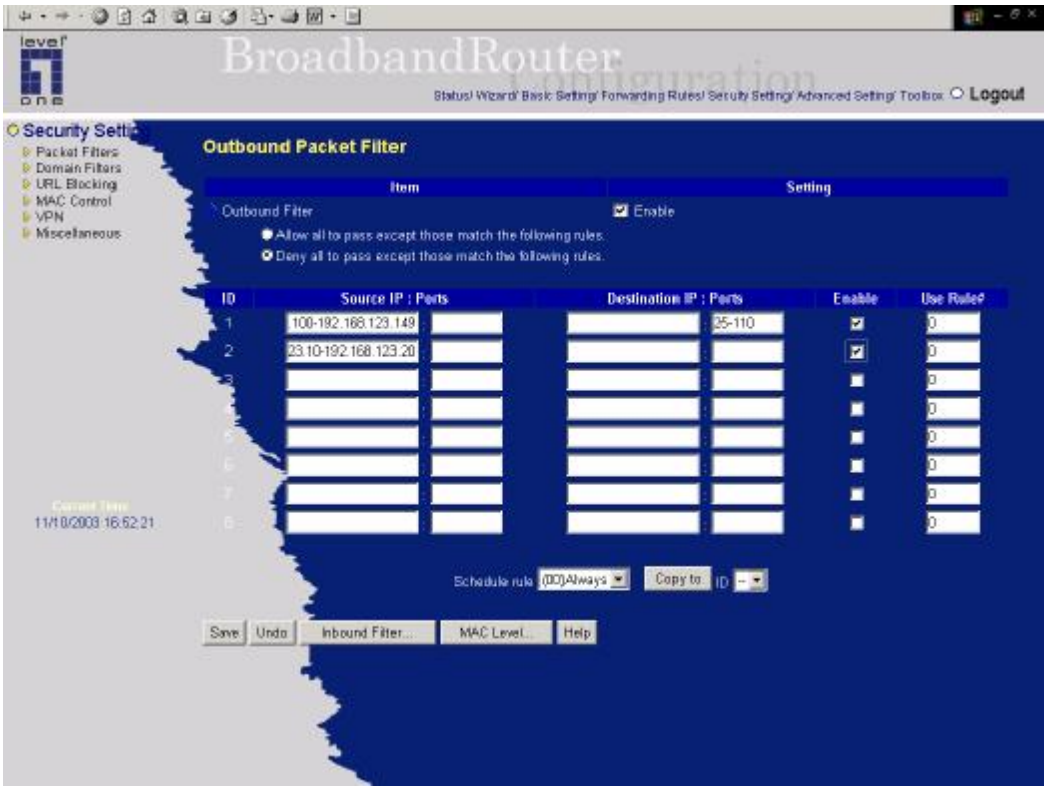 level
one
BroadbandRouter
Configuration
Status/ Wizard/ Basic Setting/ Forwarding Rules/ Security Setting/ Advanced Setting/ Toolbox Logout
Security Setting
Packet Filters
Domain Filters
URL Blocking
MAC Control
VPN
Miscellaneous
Current Time
11/10/2003 16:52:21
Outbound Packet Filter
Item Setting
Outbound Filter Enable
Allow all to pass except those match the following rules.
Deny all to pass except those match the following rules.
ID Source IP : Ports Destination IP : Ports Enable Use Rule#
1 .100-192.168.123.149 : : 25-110 0
2 23.10-192.168.123.20 : : 0
3 : : 0
4 : : 0
5 : : 0
6 : : 0
7 : : 0
8 : : 0
Schedule rule (00)Always Copy to ID --
Save Undo Inbound Filter... MAC Level... Help